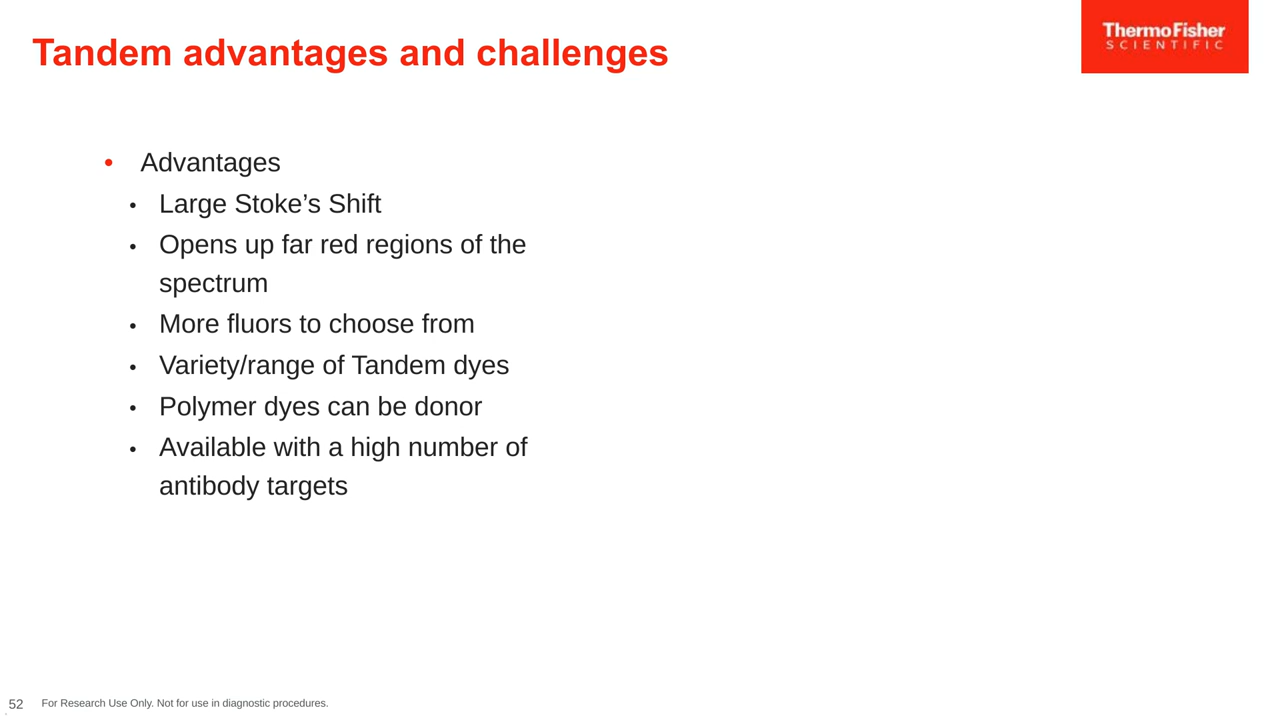 Tandem advantages and challenges
ThermoFisher
SCIENTIFIC
• Advantages
• Large Stoke’s Shift
• Opens up far red regions of the
spectrum
• More fluors to choose from
• Variety/range of Tandem dyes
• Polymer dyes can be donor
• Available with a high number of
antibody targets
52 For Research Use Only. Not for use in diagnostic procedures.